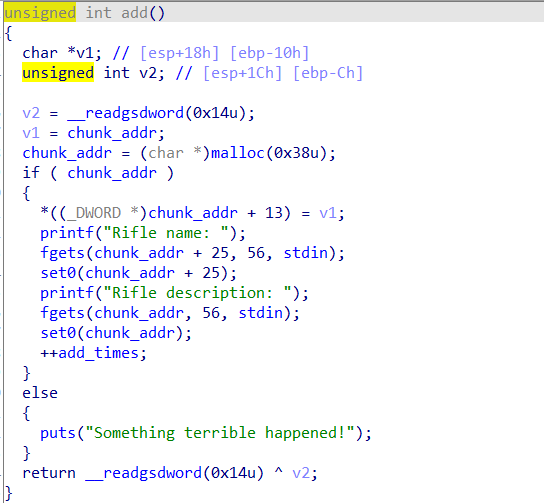 unsigned int add()
{
  char *v1; // [esp+18h] [ebp-10h]
  unsigned int v2; // [esp+1Ch] [ebp-Ch]

  v2 = __readgsdword(0x14u);
  v1 = chunk_addr;
  chunk_addr = (char *)malloc(0x38u);
  if ( chunk_addr )
  {
    *((_DWORD *)chunk_addr + 13) = v1;
    printf("Rifle name: ");
    fgets(chunk_addr + 25, 56, stdin);
    set0(chunk_addr + 25);
    printf("Rifle description: ");
    fgets(chunk_addr, 56, stdin);
    set0(chunk_addr);
    ++add_times;
  }
  else
  {
    puts("Something terrible happened!");
  }
  return __readgsdword(0x14u) ^ v2;
}